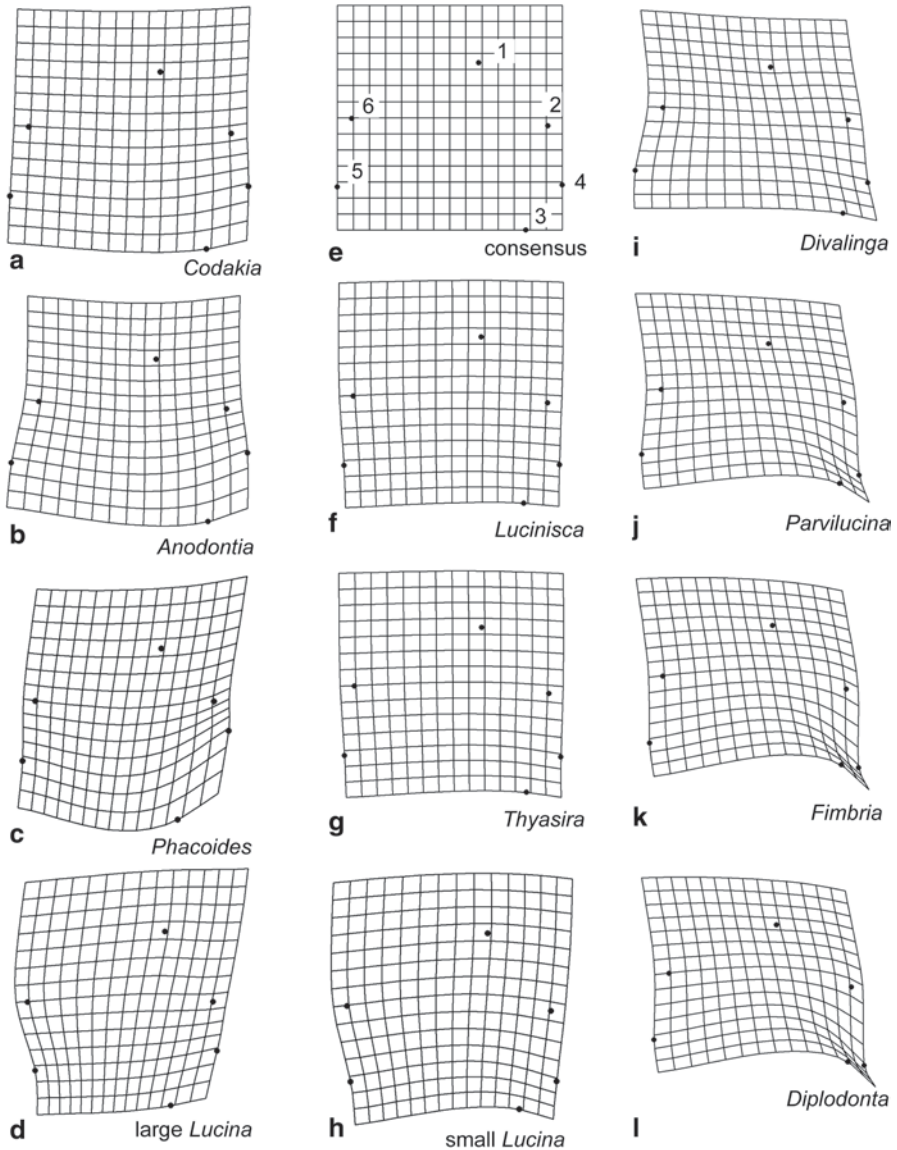 a
Codakia
1
2
6
5
4
3
e
consensus
i
Divalinga
b
Anodontia
f
Lucinisca
j
Parvilucina
c
Phacoides
g
Thyasira
k
Fimbria
d
large Lucina
h
small Lucina
l
Diplodonta